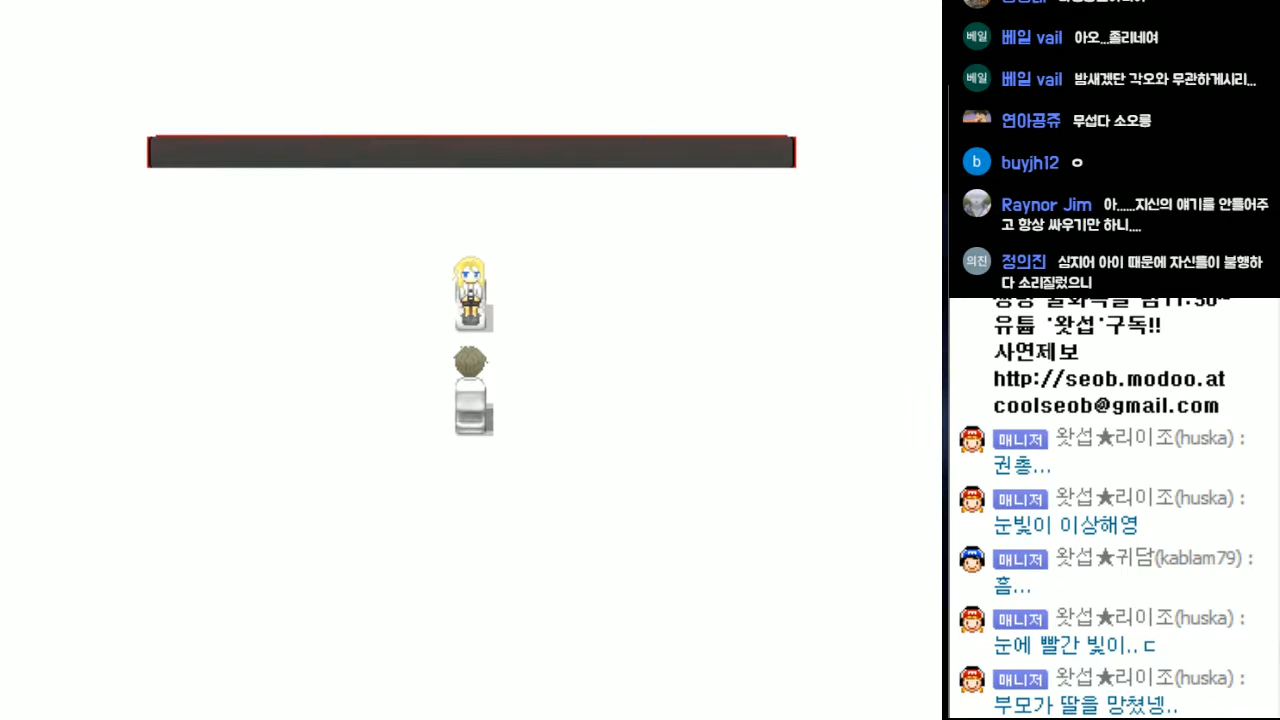 베일 베일 vail 아오...졸리네여
베일 베일 vail 밤새겠단 각오와 무관하게시리...
연아공쥬 무섭다 소오름
b buyjh12 ㅇ
Raynor Jim 아......지신의 얘기를 안들어주
고 항상 싸우기만 하니....
의진 정의진 심지어 아이 때문에 자신들이 불행하
다 소리질렀으니
유튭 '왓섭'구독!!
사연제보
http://seob.modoo.at
coolseob@gmail.com
매니저 왓섭★리이조(huska) :
권총...
매니저 왓섭★리이조(huska) :
눈빛이 이상해영
매니저 왓섭★귀담(kablam79) :
흠...
매니저 왓섭★리이조(huska) :
눈에 빨간 빛이..ㄷ
매니저 왓섭★리이조(huska) :
부모가 딸을 망쳤넹..